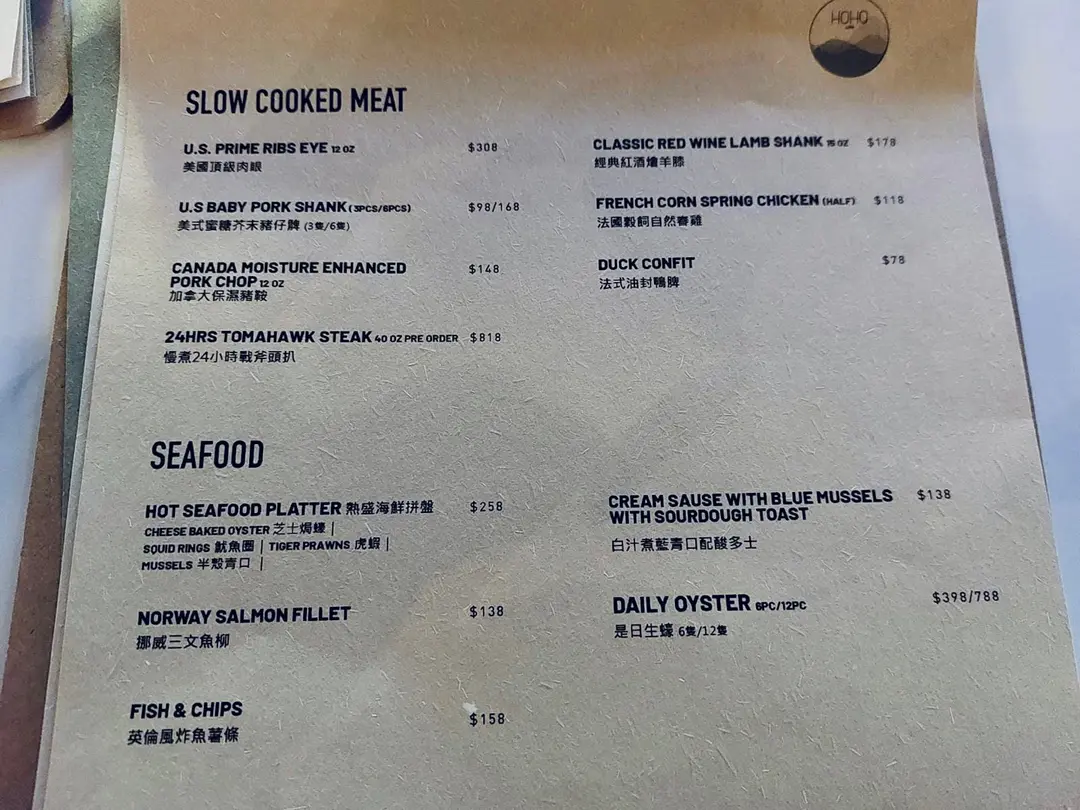 HOHO
SLOW COOKED MEAT
U.S. PRIME RIBS EYE 12 OZ $308
美國頂級肉眼
U.S BABY PORK SHANK (3PCS/6PCS) $98/168
美式蜜糖芥末豬仔髀 (3隻/6隻)
CANADA MOISTURE ENHANCED
PORK CHOP 12 OZ $148
加拿大保濕豬鞍
24HRS TOMAHAWK STEAK 40 OZ PRE ORDER $818
慢煮24小時戰斧頭扒
CLASSIC RED WINE LAMB SHANK 15 OZ $178
經典紅酒燴羊膝
FRENCH CORN SPRING CHICKEN (HALF) $118
法國穀飼自然春雞
DUCK CONFIT $78
法式油封鴨脾
SEAFOOD
HOT SEAFOOD PLATTER 熱盛海鮮拼盤 $258
CHEESE BAKED OYSTER 芝士焗蠔 |
SQUID RINGS 魷魚圈 | TIGER PRAWNS 虎蝦 |
MUSSELS 半殼青口 |
NORWAY SALMON FILLET $138
挪威三文魚柳
FISH & CHIPS $158
英倫風炸魚薯條
CREAM SAUSE WITH BLUE MUSSELS $138
WITH SOURDOUGH TOAST
白汁煮藍青口配酸多士
DAILY OYSTER 6PC/12PC $398/788
是日生蠔 6隻/12隻